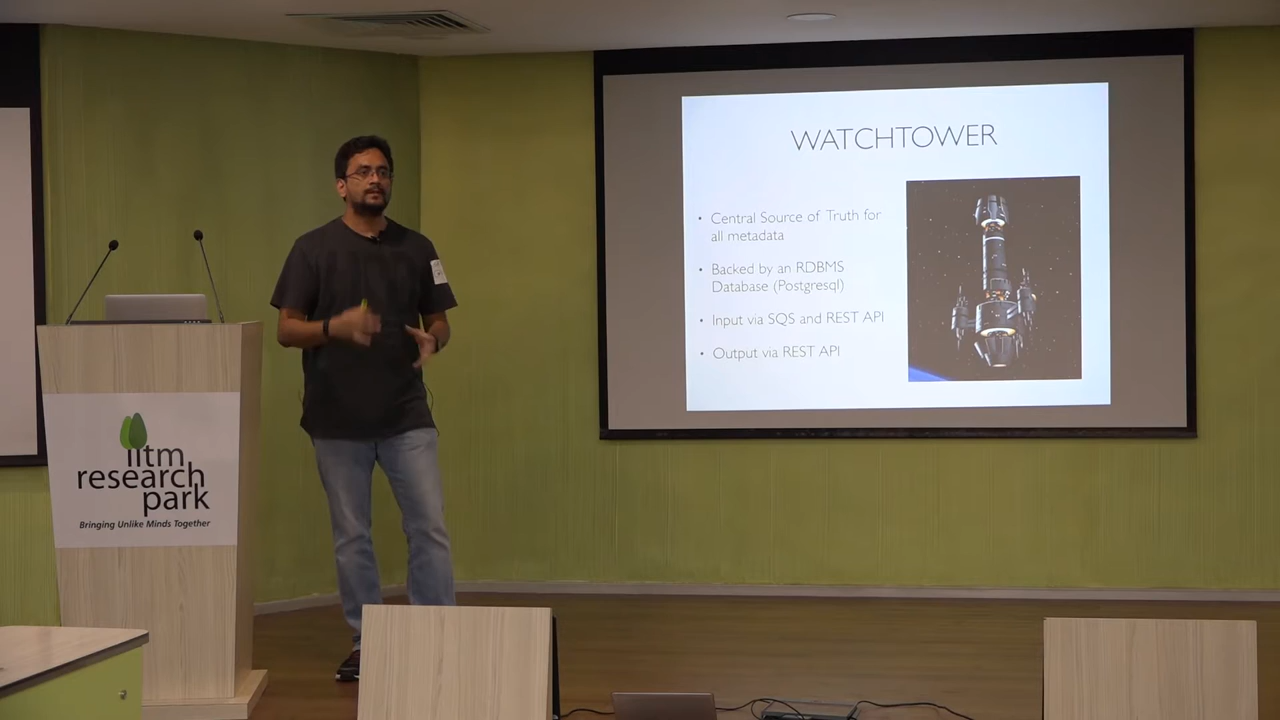 WATCHTOWER
• Central Source of Truth for
all metadata
• Backed by an RDBMS
Database (Postgresql)
• Input via SQS and REST API
• Output via REST API
iitm
research
park
Bringing Unlike Minds Together